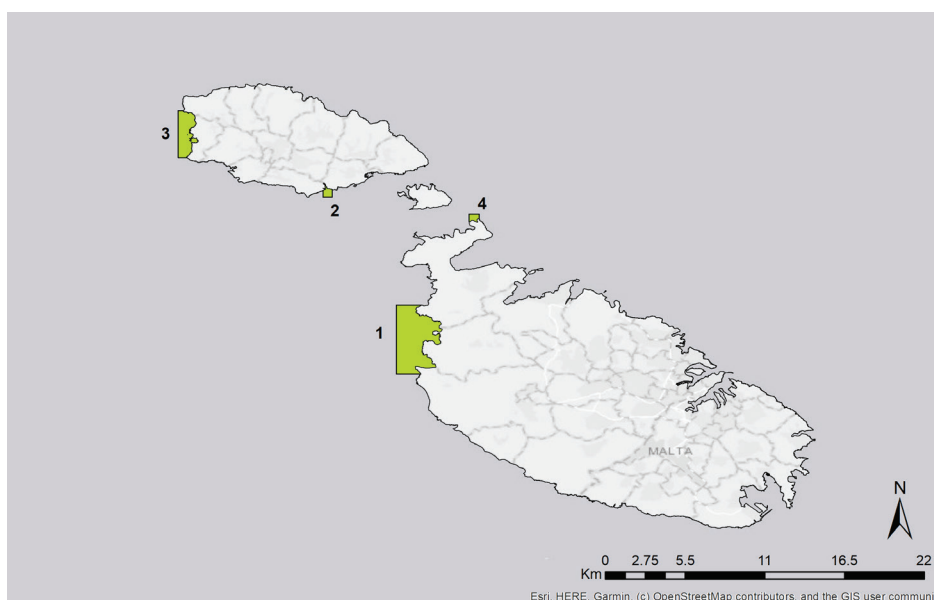 3
2
4
1
MALTA
N
0 2.75 5.5 11 16.5 22
Km
Esri, HERE, Garmin, (c) OpenStreetMap contributors, and the GIS user communi